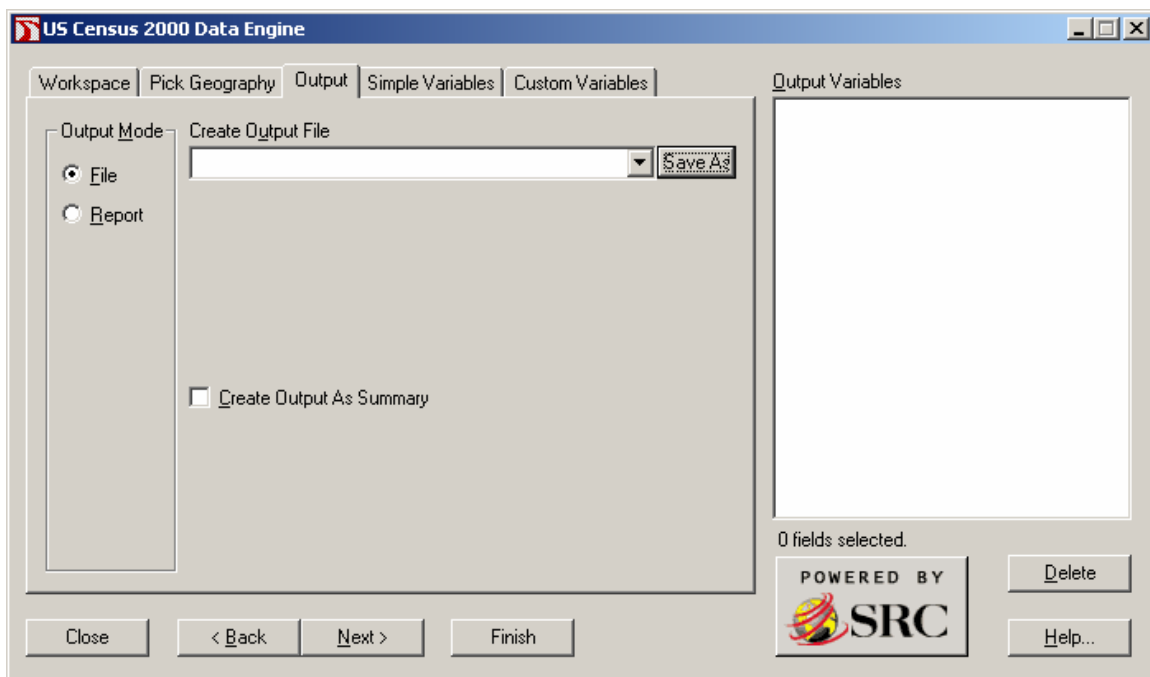 US Census 2000 Data Engine
Workspace Pick Geography Output Simple Variables Custom Variables
Output Mode
File
Report
Create Output File
Save As
Create Output As Summary
Output Variables
0 fields selected.
POWERED BY
SRC
Delete
Close < Back Next > Finish Help...